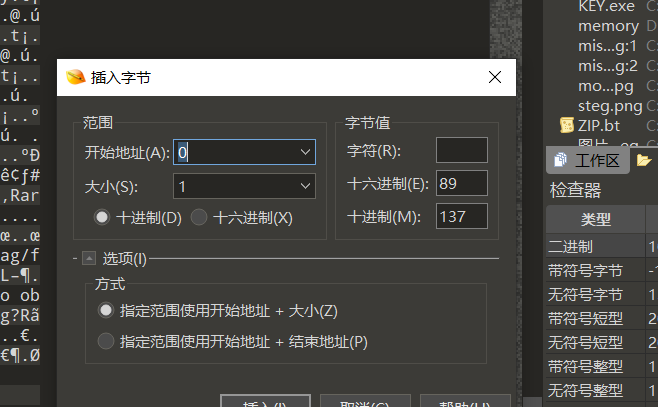 .@.ú
.t¡.
@.ú.
t¡..
.ú.
¡..º
ú. .
..ºÐ
êCƒ#
‚Rar
....
œ..œ
ag/f
L–¶.
o ob
g?Rã
..€.
€¶.Ø
插入字节
范围
开始地址(A): 0
大小(S): 1
十进制(D) 十六进制(X)
字节值
字符(R):
十六进制(E): 89
十进制(M): 137
选项(I)
方式
指定范围使用开始地址 + 大小(Z)
指定范围使用开始地址 + 结束地址(P)
插入(I) 取消(C) 帮助(H)
KEY.exe
memory
mis...g:1
mis...g:2
mo...pg
steg.png
ZIP.bt
工作区
检查器
类型
二进制
带符号字节
无符号字节
带符号短型
无符号短型
带符号整型
无符号整型